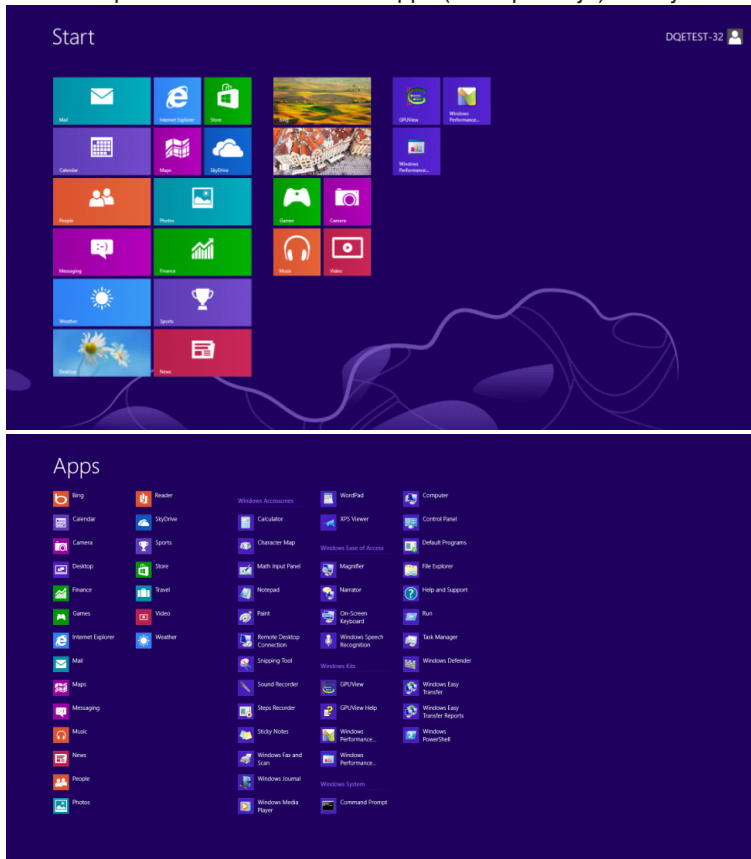 Start
DQETEST-32
Mail
Internet Explorer
Store
Bing
GPUView
Windows Performance...
Calendar
Maps
SkyDrive
Windows Performance...
People
Photos
Games
Camera
Messaging
Finance
Music
Video
Weather
Sports
Desktop
News
Apps
Bing
Calendar
Camera
Desktop
Finance
Games
Internet Explorer
Mail
Maps
Messaging
Music
News
People
Photos
Reader
SkyDrive
Sports
Store
Travel
Video
Weather
Windows Accessories
Calculator
Character Map
Math Input Panel
Notepad
Paint
Remote Desktop
Connection
Snipping Tool
Sound Recorder
Steps Recorder
Sticky Notes
Windows Fax and
Scan
Windows Journal
Windows Media
Player
WordPad
XPS Viewer
Windows Ease of Access
Magnifier
Narrator
On-Screen
Keyboard
Windows Speech
Recognition
Windows Kits
GPUView
GPUView Help
Windows
Performance...
Windows
Performance...
Windows System
Command Prompt
Computer
Control Panel
Default Programs
File Explorer
Help and Support
Run
Task Manager
Windows Defender
Windows Easy
Transfer
Windows Easy
Transfer Reports
Windows
PowerShell